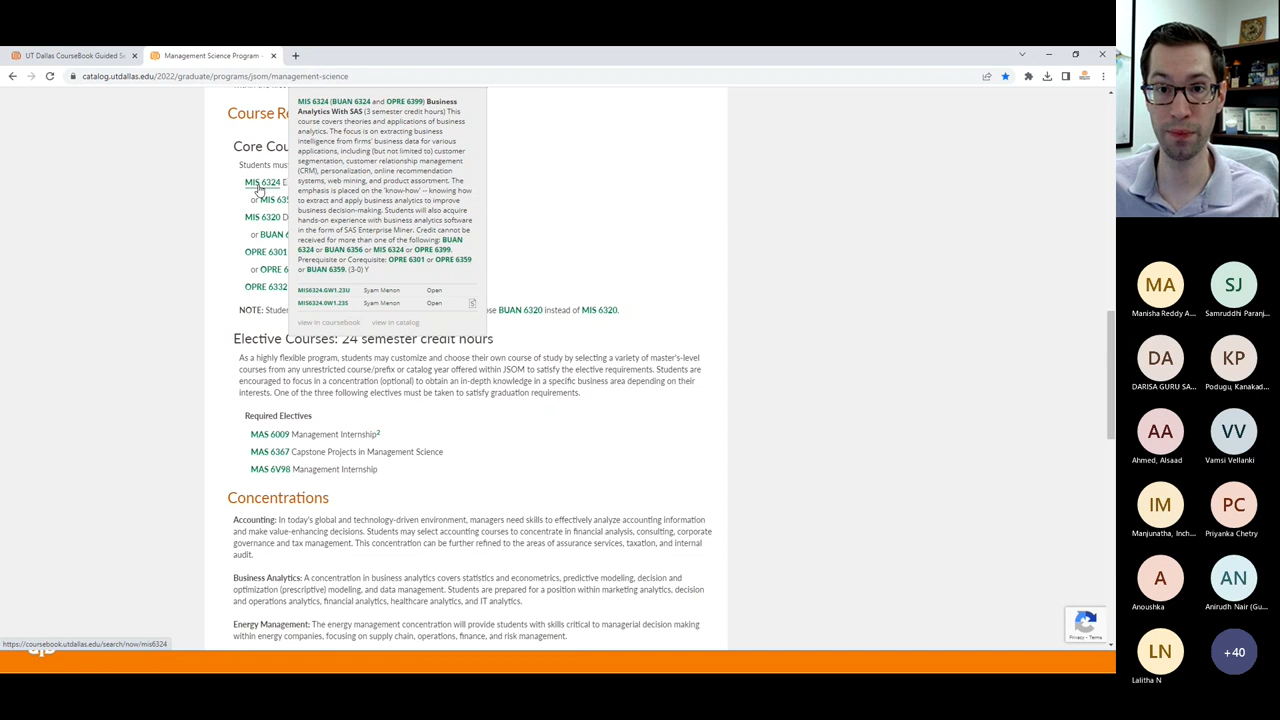 UT Dallas CourseBook Guided Se
Management Science Program -
catalog.utdallas.edu/2022/graduate/programs/jsom/management-science
Course Re
Core Cou
Students mus
MIS 6324 D
or MIS 635
MIS 6320 D
or BUAN 6
OPRE 6301
or OPRE 6
OPRE 6332
NOTE: Stude
ose BUAN 6320 instead of MIS 6320.
MIS 6324 (BUAN 6324 and OPRE 6399) Business
Analytics With SAS (3 semester credit hours) This
course covers theories and applications of business
analytics. The focus is on extracting business
intelligence from firms' business data for various
applications, including (but not limited to) customer
segmentation, customer relationship management
(CRM), personalization, online recommendation
systems, web mining, and product assortment. The
emphasis is placed on the 'know-how' -- knowing how
to extract and apply business analytics to improve
business decision-making. Students will also acquire
hands-on experience with business analytics software
in the form of SAS Enterprise Miner. Credit cannot be
received for more than one of the following: BUAN
6324 or BUAN 6356 or MIS 6324 or OPRE 6399.
Prerequisite or Corequisite: OPRE 6301 or OPRE 6359
or BUAN 6359. (3-0) Y
MIS6324.GW1.23U Syam Menon Open
MIS6324.0W1.23S Syam Menon Open
view in coursebook view in catalog
Elective Courses: 24 semester credit hours
As a highly flexible program, students may customize and choose their own course of study by selecting a variety of master's-level
courses from any unrestricted course/prefix or catalog year offered within JSOM to satisfy the elective requirements. Students are
encouraged to focus in a concentration (optional) to obtain an in-depth knowledge in a specific business area depending on their
interests. One of the three following electives must be taken to satisfy graduation requirements.
Required Electives
MAS 6009 Management Internship2
MAS 6367 Capstone Projects in Management Science
MAS 6V98 Management Internship
Concentrations
Accounting: In today's global and technology-driven environment, managers need skills to effectively analyze accounting information
and make value-enhancing decisions. Students may select accounting courses to concentrate in financial analysis, consulting, corporate
governance and tax management. This concentration can be further refined to the areas of assurance services, taxation, and internal
audit.
Business Analytics: A concentration in business analytics covers statistics and econometrics, predictive modeling, decision and
optimization (prescriptive) modeling, and data management. Students are prepared for a position within marketing analytics, decision
and operations analytics, financial analytics, healthcare analytics, and IT analytics.
Energy Management: The energy management concentration will provide students with skills critical to managerial decision making
within energy companies, focusing on supply chain, operations, finance, and risk management.
Privacy - Terms
https://coursebook.utdallas.edu/search/now/mis6324
MA
Manisha Reddy A...
SJ
Samruddhi Paranj...
DA
DARISA GURU SA...
KP
Podugu, Kanakad...
AA
Ahmed, Alsaad
VV
Vamsi Vellanki
IM
Manjunatha, Inch...
PC
Priyanka Chetry
A
Anoushka
AN
Anirudh Nair (Gu...
LN
Lalitha N
+40